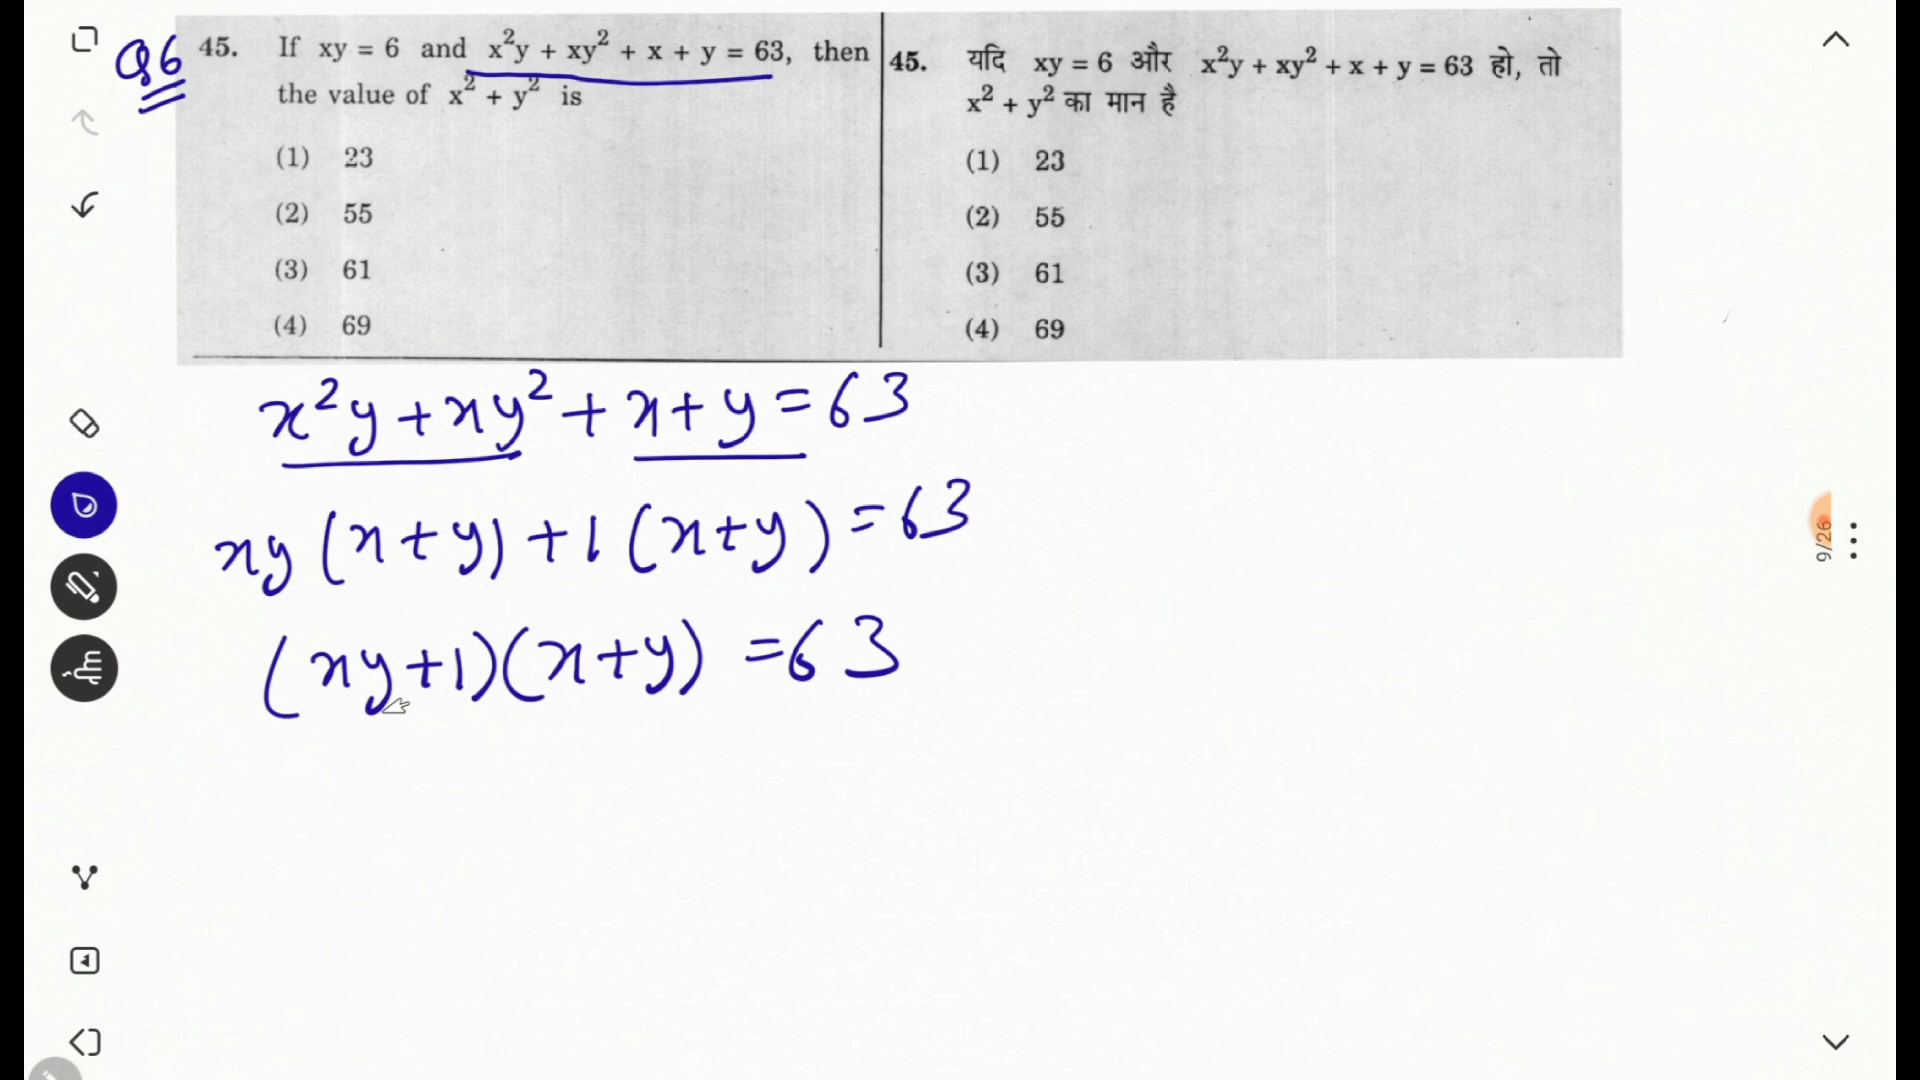 Q6
45. If xy = 6 and x²y + xy² + x + y = 63, then
the value of x² + y² is
(1) 23
(2) 55
(3) 61
(4) 69
45. यदि xy = 6 और x²y + xy² + x + y = 63 हो, तो
x² + y² का मान है
(1) 23
(2) 55
(3) 61
(4) 69
x²y + xy² + x + y = 63
xy (x+y) + 1 (x+y) = 63
(xy+1)(x+y) = 63
9/26